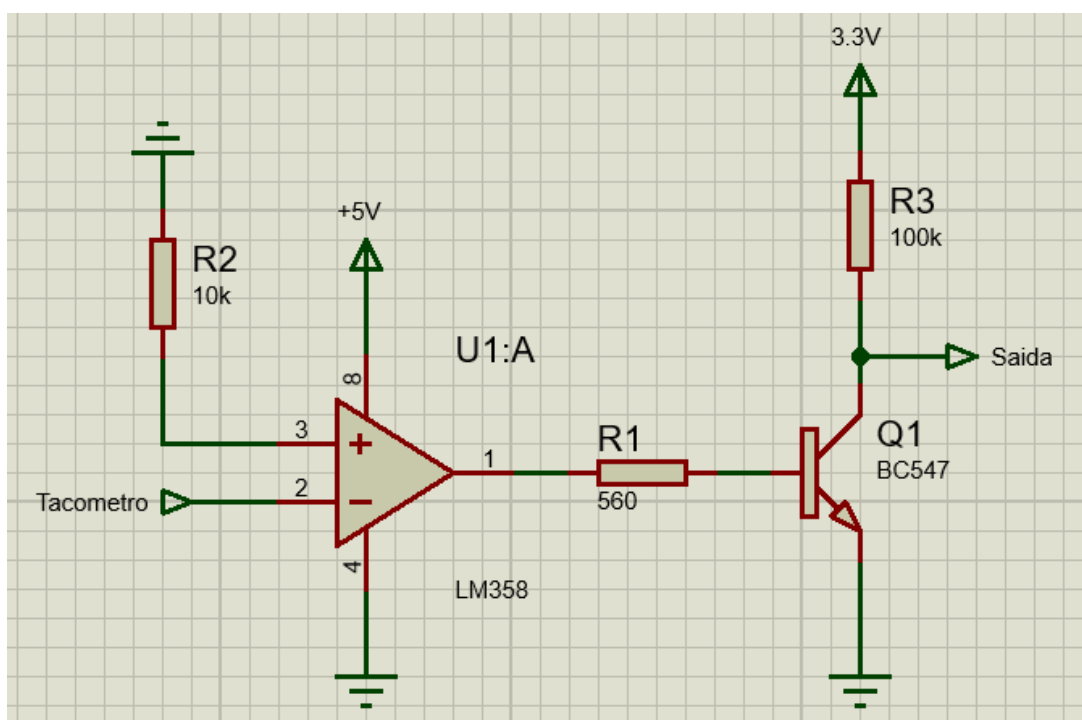 3.3V
R3
100k
+5V
R2
10k
U1:A
8
Saida
3
+
1
R1
560
Q1
BC547
Tacometro
2
−
4
LM358